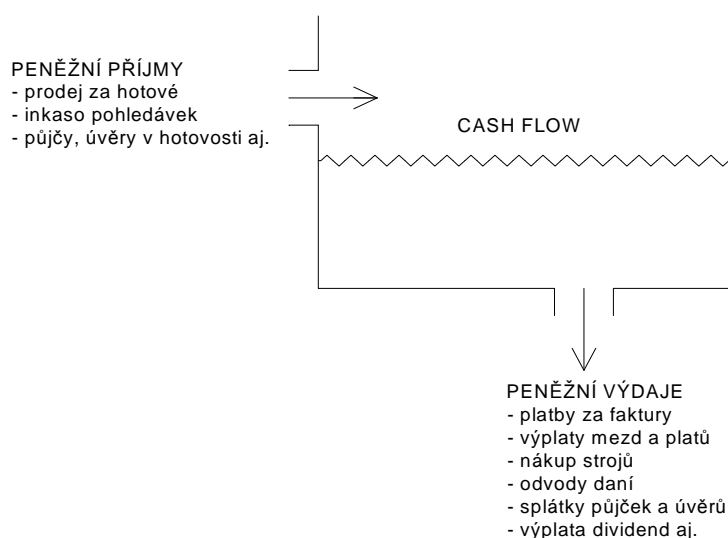 PENĚŽNÍ PŘÍJMY
- prodej za hotové
- inkaso pohledávek
- půjčy, úvěry v hotovosti aj.
CASH FLOW
PENĚŽNÍ VÝDAJE
- platby za faktury
- výplaty mezd a platů
- nákup strojů
- odvody daní
- splátky půjček a úvěrů
- výplata dividend aj.